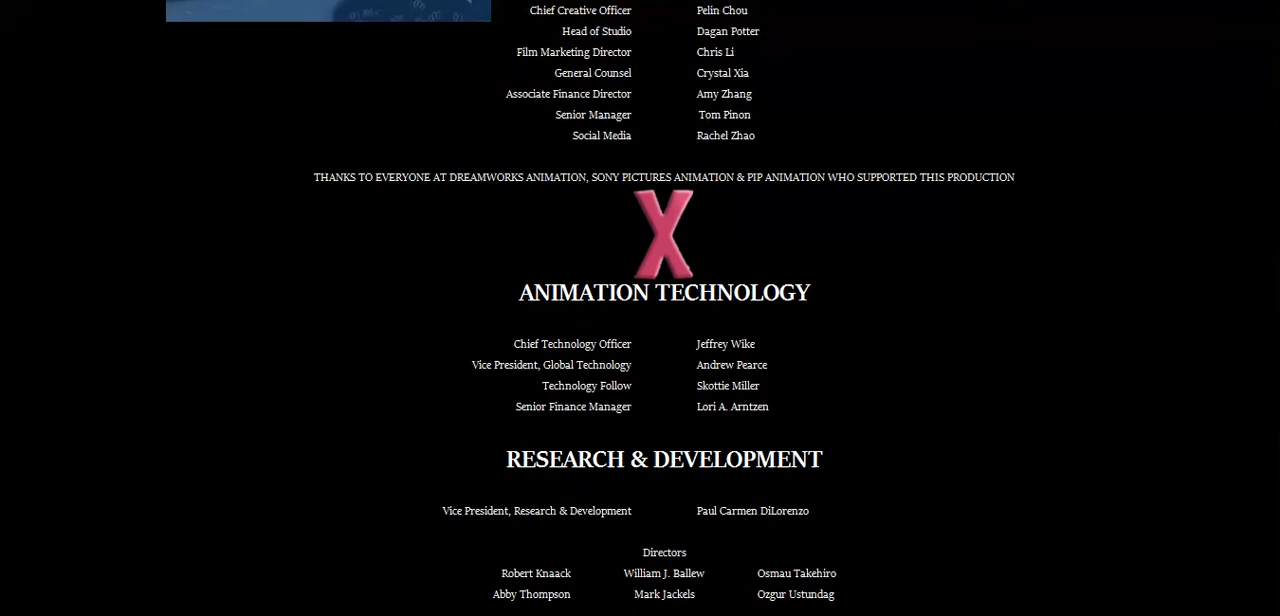 Chief Creative Officer Pelin Chou
Head of Studio Dagan Potter
Film Marketing Director Chris Li
General Counsel Crystal Xia
Associate Finance Director Amy Zhang
Senior Manager Tom Pinon
Social Media Rachel Zhao
THANKS TO EVERYONE AT DREAMWORKS ANIMATION, SONY PICTURES ANIMATION & PIP ANIMATION WHO SUPPORTED THIS PRODUCTION
X
ANIMATION TECHNOLOGY
Chief Technology Officer Jeffrey Wike
Vice President, Global Technology Andrew Pearce
Technology Follow Skottie Miller
Senior Finance Manager Lori A. Arntzen
RESEARCH & DEVELOPMENT
Vice President, Research & Development Paul Carmen DiLorenzo
Directors
Robert Knaack William J. Ballew Osmau Takehiro
Abby Thompson Mark Jackels Ozgur Ustundag